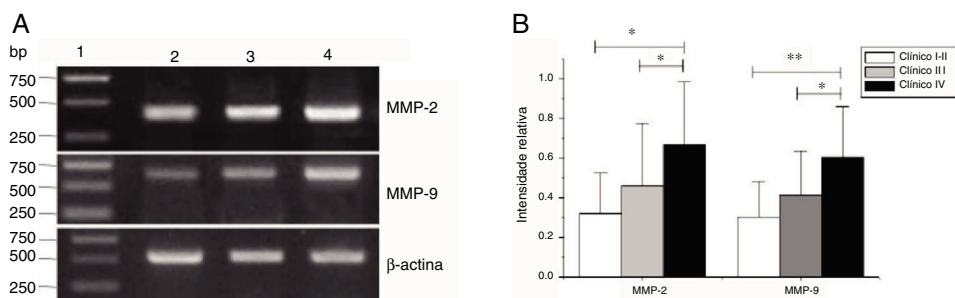 A
bp
1
2
3
4
750
500
250
MMP-2
750
500
250
MMP-9
750
500
250
β-actina
B
Intensidade relativa
1.0
0.8
0.6
0.4
0.2
0.0
*
*
**
*
MMP-2
MMP-9
Clínico I-II
Clínico III
Clínico IV